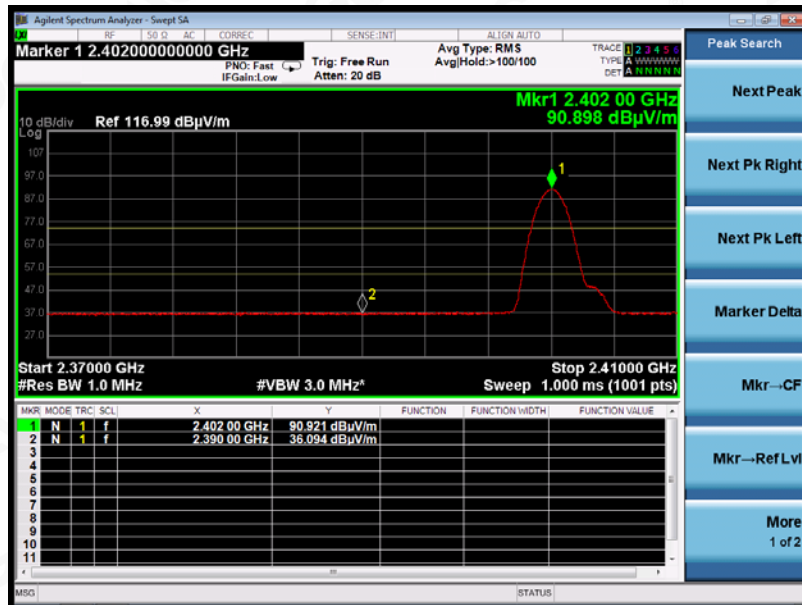 Agilent Spectrum Analyzer - Swept SA
RF 50 Ω AC CORREC SENSE:INT ALIGN AUTO
Marker 1 2.402000000000 GHz
PNO: Fast
IFGain:Low
Trig: Free Run
Atten: 20 dB
Avg Type: RMS
Avg|Hold:>100/100
TRACE 1 2 3 4 5 6
TYPE A WWWWW
DET A N N N N N
Peak Search
Mkr1 2.402 00 GHz
90.898 dBµV/m
10 dB/div Ref 116.99 dBµV/m
Log
107
97.0
87.0
77.0
67.0
57.0
47.0
37.0
27.0
1
2
Start 2.37000 GHz Stop 2.41000 GHz
#Res BW 1.0 MHz #VBW 3.0 MHz* Sweep 1.000 ms (1001 pts)
MKR MODE TRC SCL X Y FUNCTION FUNCTION WIDTH FUNCTION VALUE
1 N 1 f 2.402 00 GHz 90.921 dBµV/m
2 N 1 f 2.390 00 GHz 36.094 dBµV/m
3
4
5
6
7
8
9
10
11
MSG STATUS
Next Peak
Next Pk Right
Next Pk Left
Marker Delta
Mkr→CF
Mkr→Ref Lvl
More
1 of 2